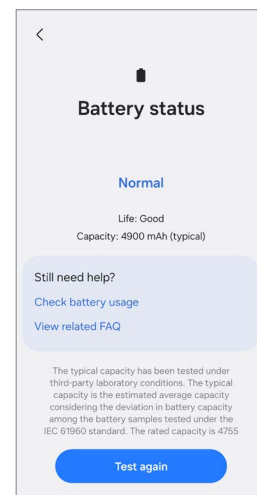 Battery status
Normal
Life: Good
Capacity: 4900 mAh (typical)
Still need help?
Check battery usage
View related FAQ
The typical capacity has been tested under
third-party laboratory conditions. The typical
capacity is the estimated average capacity
considering the deviation in battery capacity
among the battery samples tested under the
IEC 61960 standard. The rated capacity is 4755
Test again